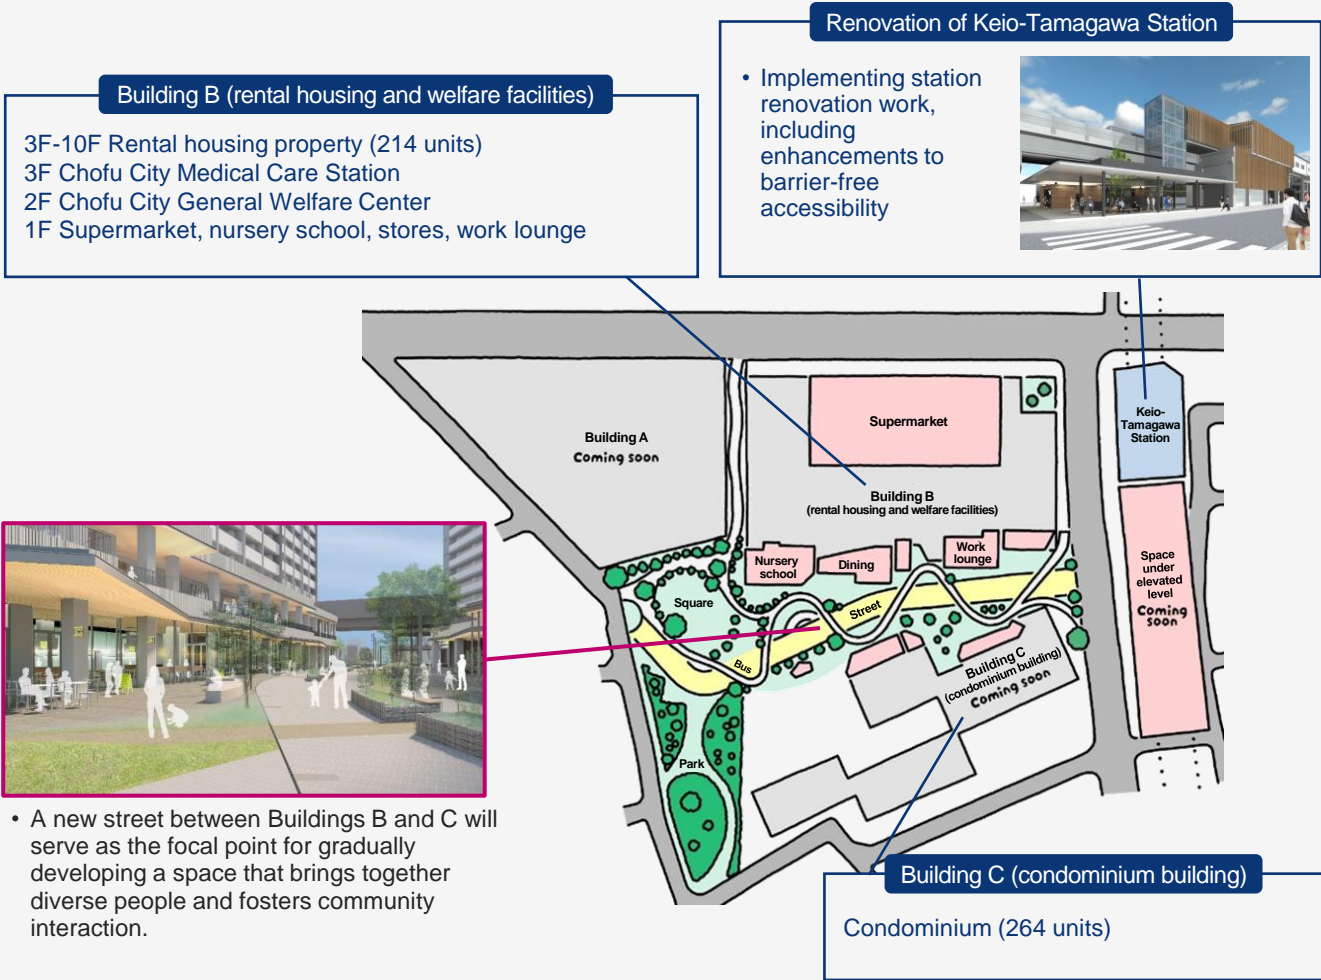 Renovation of Keio-Tamagawa Station
• Implementing station
renovation work,
including
enhancements to
barrier-free
accessibility
Building B (rental housing and welfare facilities)
3F-10F Rental housing property (214 units)
3F Chofu City Medical Care Station
2F Chofu City General Welfare Center
1F Supermarket, nursery school, stores, work lounge
Building A
Coming soon
Supermarket
Keio-
Tamagawa
Station
Building B
(rental housing and welfare facilities)
Nursery
school
Dining
Work
lounge
Space
under
elevated
level
Coming
soon
Square
Street
Bus
Building C
(condominium building)
Coming soon
Park
• A new street between Buildings B and C will
serve as the focal point for gradually
developing a space that brings together
diverse people and fosters community
interaction.
Building C (condominium building)
Condominium (264 units)